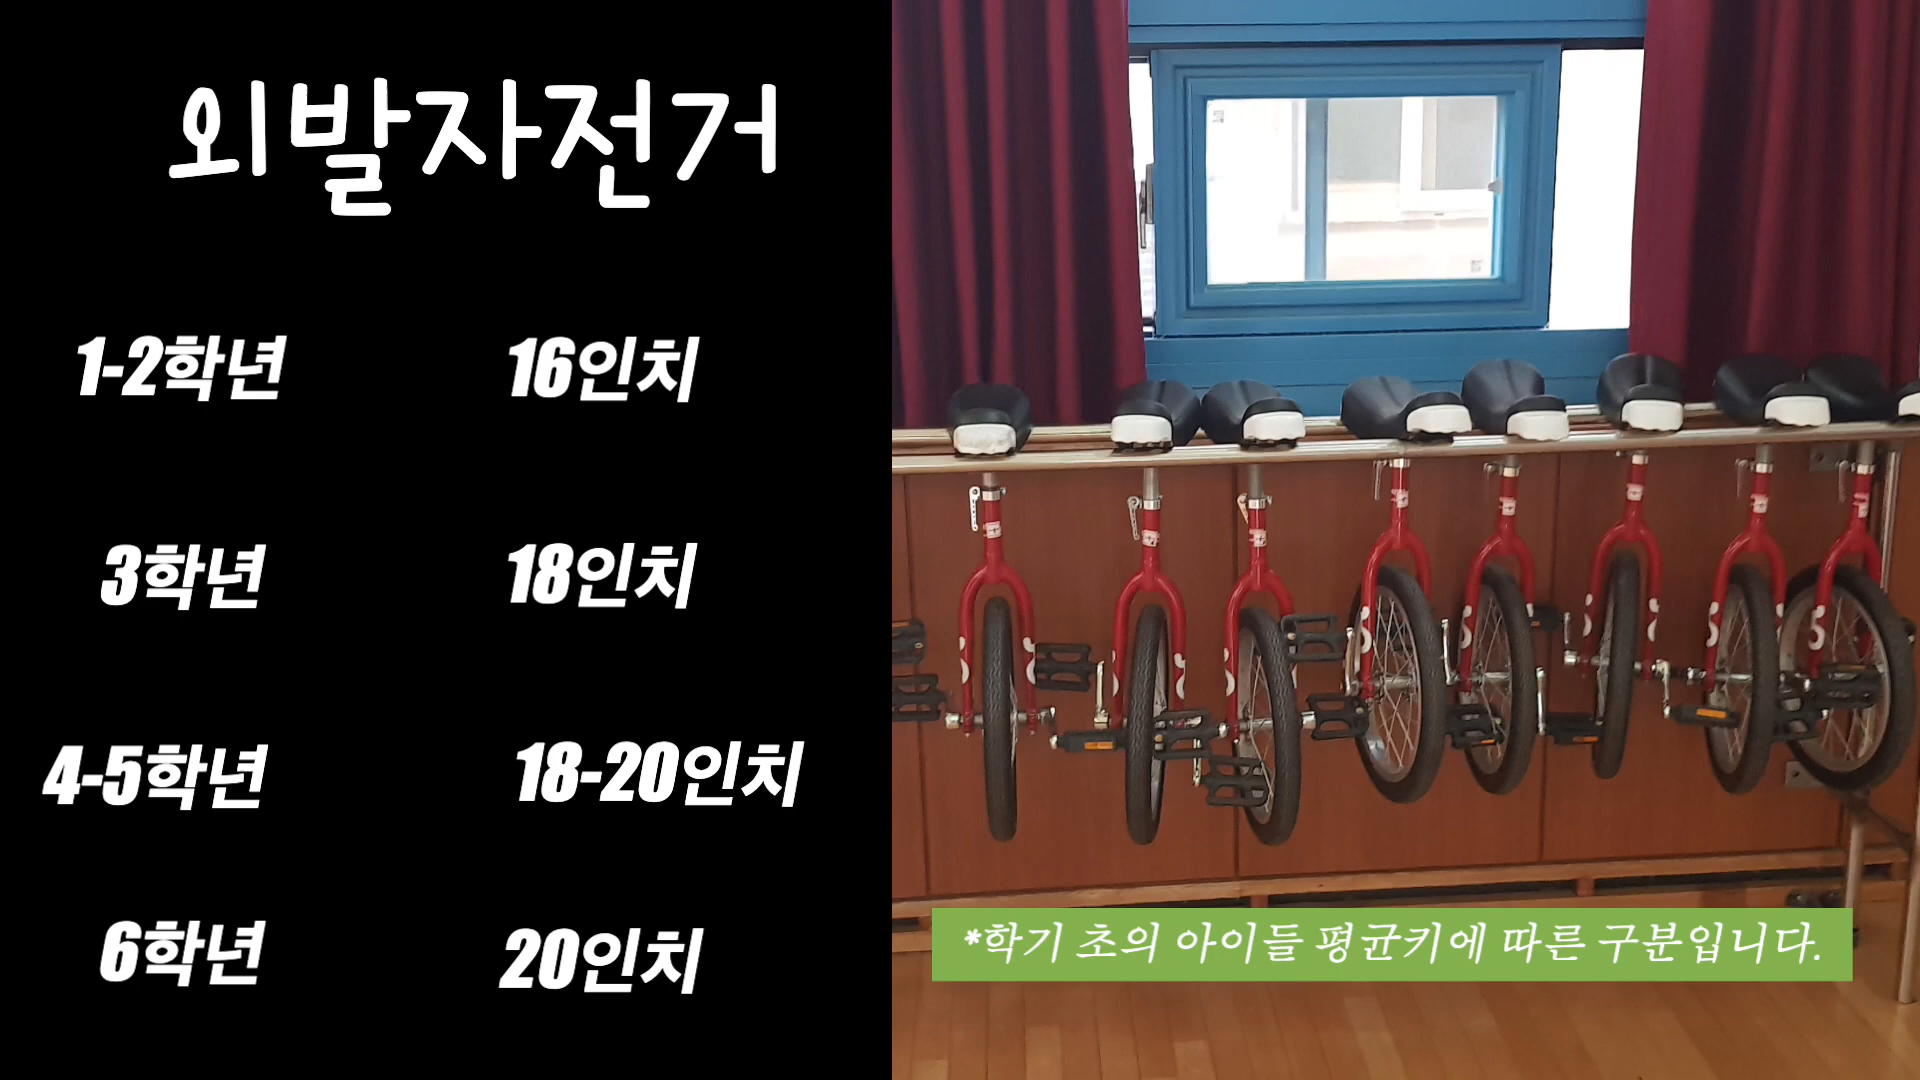 외발자전거
1-2학년 16인치
3학년 18인치
4-5학년 18-20인치
6학년 20인치
*학기 초의 아이들 평균키에 따른 구분입니다.